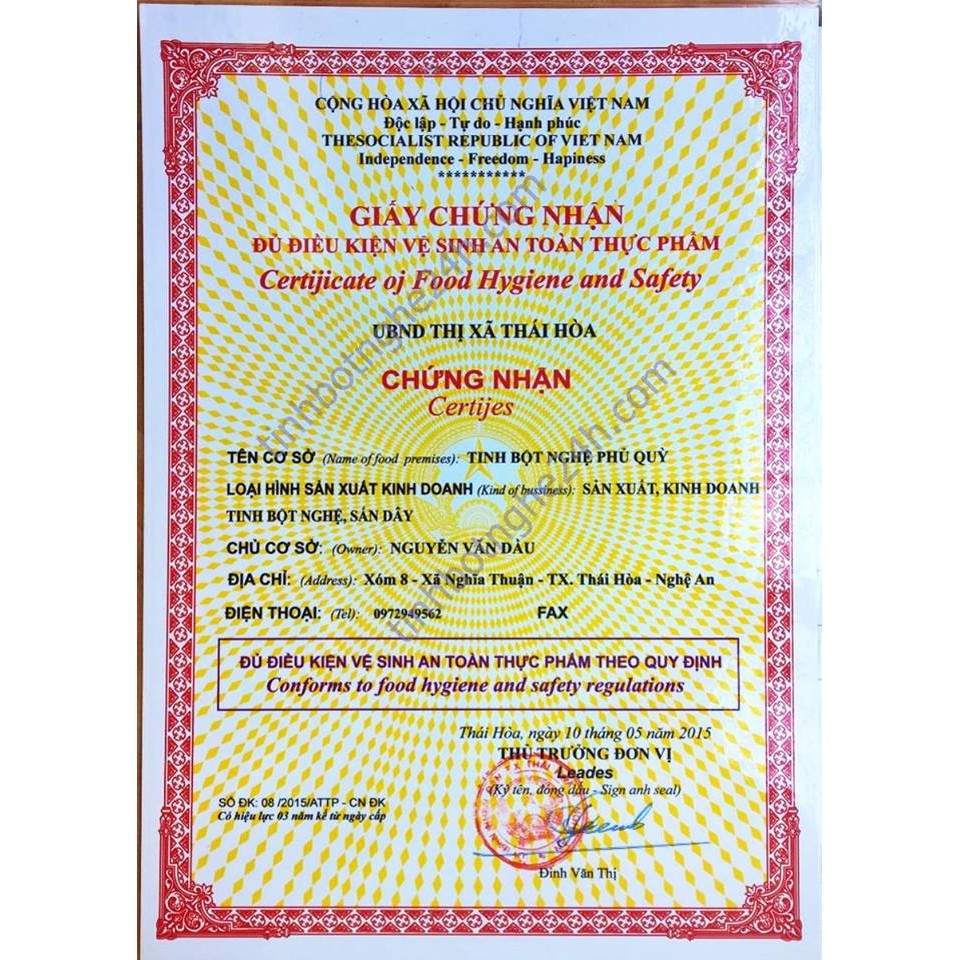 CỘNG HÒA XÃ HỘI CHỦ NGHĨA VIỆT NAM
Độc lập - Tự do - Hạnh phúc
THESOCIALIST REPUBLIC OF VIET NAM
Independence - Freedom - Hapiness
***********
GIẤY CHỨNG NHẬN
ĐỦ ĐIỀU KIỆN VỆ SINH AN TOÀN THỰC PHẨM
Certijicate oj Food Hygiene and Safety
UBND THỊ XÃ THÁI HÒA
CHỨNG NHẬN
Certijes
TÊN CƠ SỞ (Name of food premises): TINH BỘT NGHỆ PHỦ QUỲ
LOẠI HÌNH SẢN XUẤT KINH DOANH (Kind of bussiness): SẢN XUẤT, KINH DOANH
TINH BỘT NGHỆ, SẮN DÂY
CHỦ CƠ SỞ: (Owner): NGUYỄN VĂN DẦU
ĐỊA CHỈ: (Address): Xóm 8 - Xã Nghĩa Thuận - TX. Thái Hòa - Nghệ An
ĐIỆN THOẠI: (Tel): 0972949562 FAX
ĐỦ ĐIỀU KIỆN VỆ SINH AN TOÀN THỰC PHẨM THEO QUY ĐỊNH
Conforms to food hygiene and safety regulations
Thái Hòa, ngày 10 tháng 05 năm 2015
THỦ TRƯỞNG ĐƠN VỊ
Leades
(Ký tên, đóng dấu - Sign anh seal)
SỐ ĐK: 08 /2015/ATTP - CN ĐK
Có hiệu lực 03 năm kể từ ngày cấp
Đinh Văn Thị
tinhbotnghe24h.com
tinhbotnghe24h.com